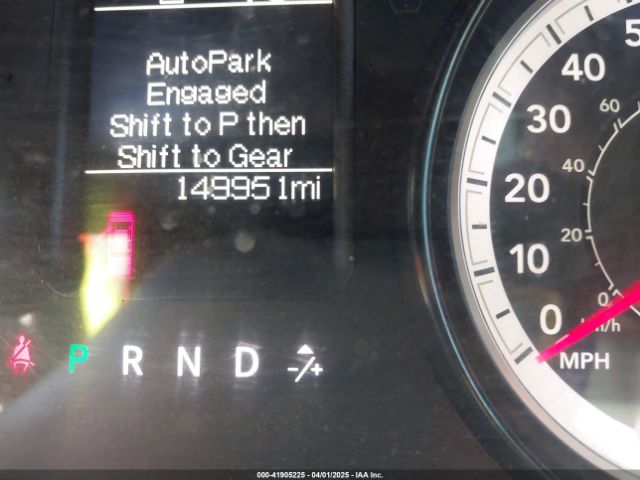 AutoPark
Engaged
Shift to P then
Shift to Gear
149951mi
P R N D -/+
5
40
30
20
10
0
MPH
60
40
20
0
km/h
000-41905225 - 04/01/2025 - IAA Inc.